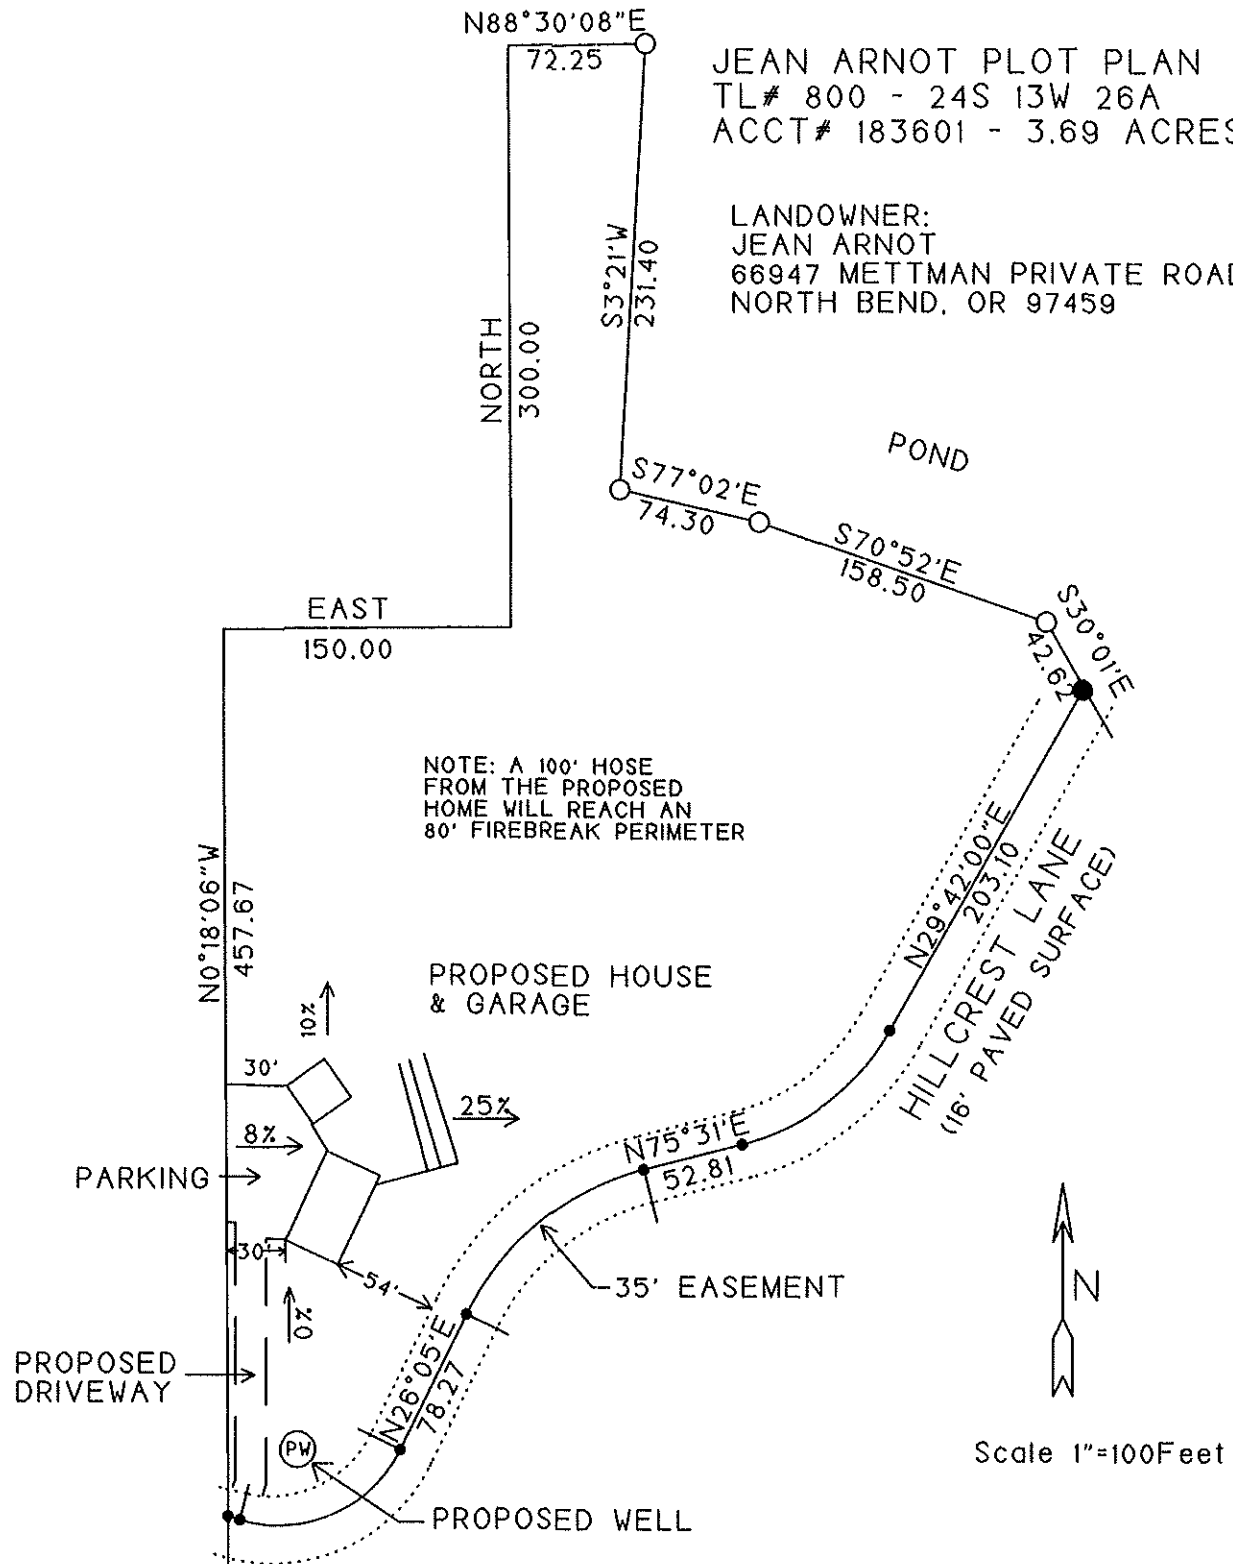 N88°30'08"E
72.25
JEAN ARNOT PLOT PLAN
TL# 800 - 24S 13W 26A
ACCT# 183601 - 3.69 ACRES
LANDOWNER:
JEAN ARNOT
66947 METTMAN PRIVATE ROAD
NORTH BEND, OR 97459
S3°21'W
231.40
NORTH
300.00
POND
S77°02'E
74.30
S70°52'E
158.50
S30°01'E
42.62
EAST
150.00
NOTE: A 100' HOSE
FROM THE PROPOSED
HOME WILL REACH AN
80' FIREBREAK PERIMETER
N0°18'06"W
457.67
N29°42'00"E
203.10
HILLCREST LANE
(16' PAVED SURFACE)
PROPOSED HOUSE
& GARAGE
10%
30'
25%
8%
PARKING
N75°31'E
52.81
30'
54'
35' EASEMENT
0%
N
PROPOSED
DRIVEWAY
N26°05'E
78.27
PW
Scale 1"=100Feet
PROPOSED WELL